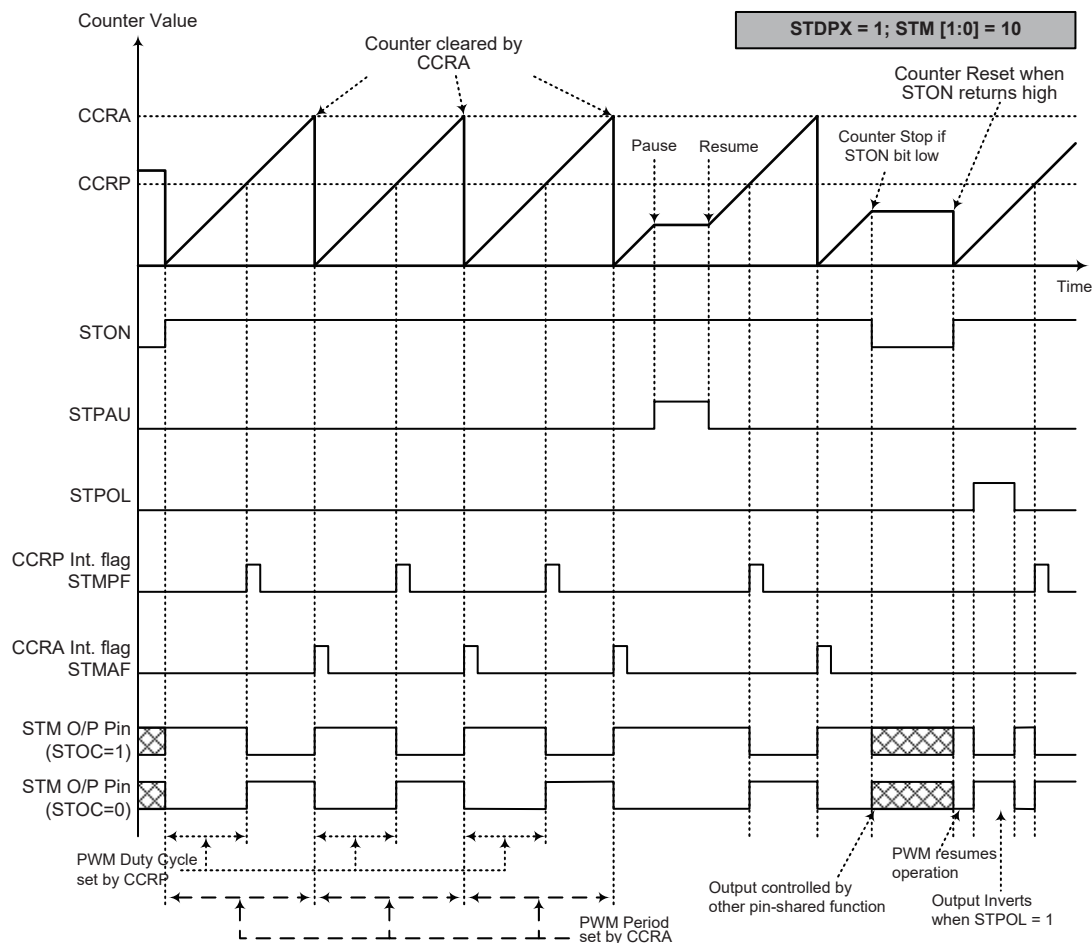 Counter Value
STDPX = 1; STM [1:0] = 10
Counter cleared by
CCRA
Counter Reset when
STON returns high
CCRA
Pause
Resume
Counter Stop if
STON bit low
CCRP
Time
STON
STPAU
STPOL
CCRP Int. flag
STMPF
CCRA Int. flag
STMAF
STM O/P Pin
(STOC=1)
STM O/P Pin
(STOC=0)
PWM Duty Cycle
set by CCRP
PWM resumes
operation
Output controlled by
other pin-shared function
Output Inverts
when STPOL = 1
PWM Period
set by CCRA